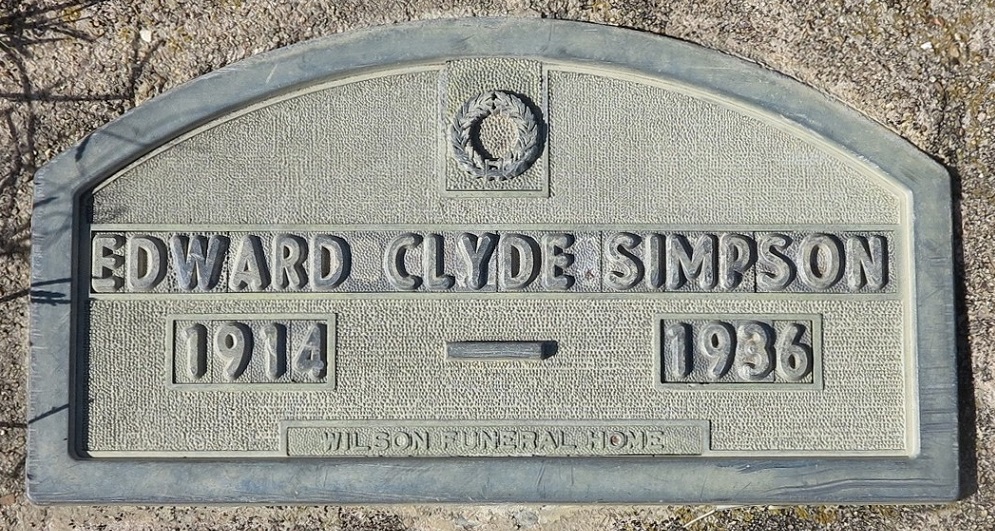 EDWARD CLYDE SIMPSON
1914 — 1936
WILSON FUNERAL HOME